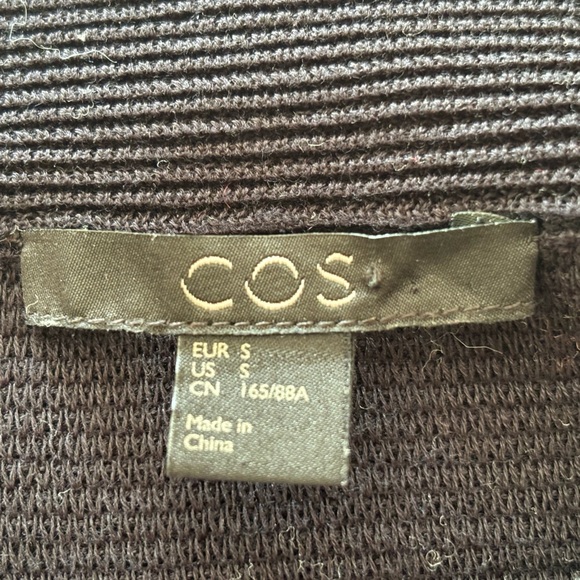 COS
EUR S
US S
CN 165/88A
Made in
China